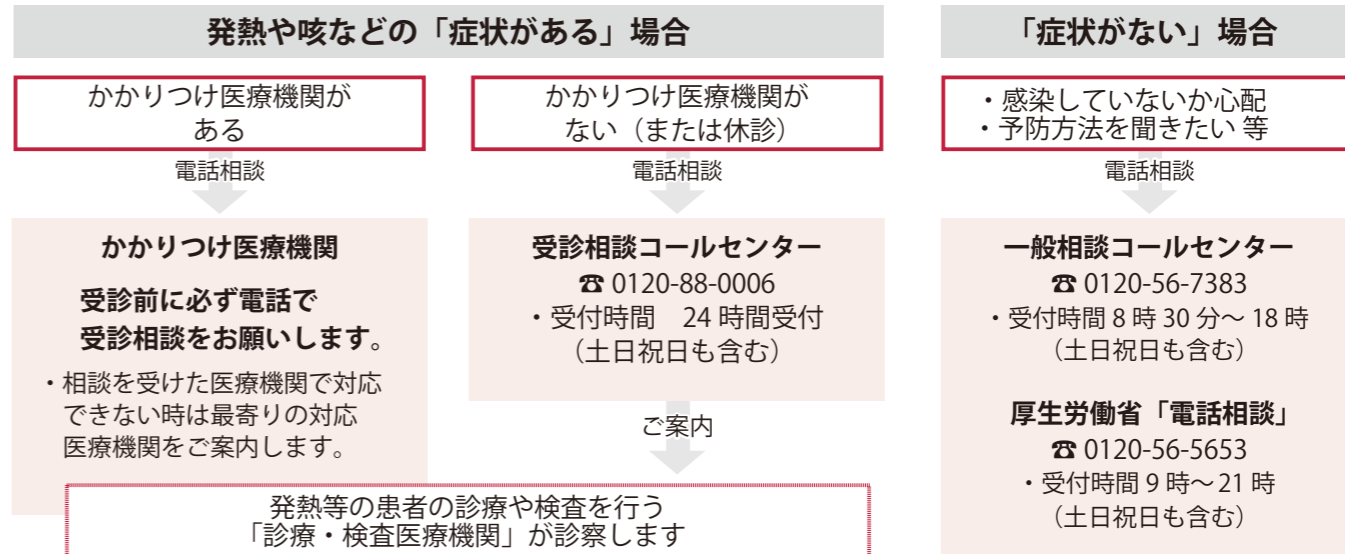 発熱や咳などの「症状がある」場合
かかりつけ医療機関が
ある
電話相談
かかりつけ医療機関
受診前に必ず電話で
受診相談をお願いします。
・相談を受けた医療機関で対応
できない時は最寄りの対応
医療機関をご案内します。
かかりつけ医療機関が
ない（または休診）
電話相談
受診相談コールセンター
☎ 0120-88-0006
・受付時間　24 時間受付
（土日祝日も含む）
ご案内
発熱等の患者の診療や検査を行う
「診療・検査医療機関」が診察します
「症状がない」場合
・感染していないか心配
・予防方法を聞きたい 等
電話相談
一般相談コールセンター
☎ 0120-56-7383
・受付時間 8 時 30 分～ 18 時
（土日祝日も含む）
厚生労働省「電話相談」
☎ 0120-56-5653
・受付時間 9 時～ 21 時
（土日祝日も含む）